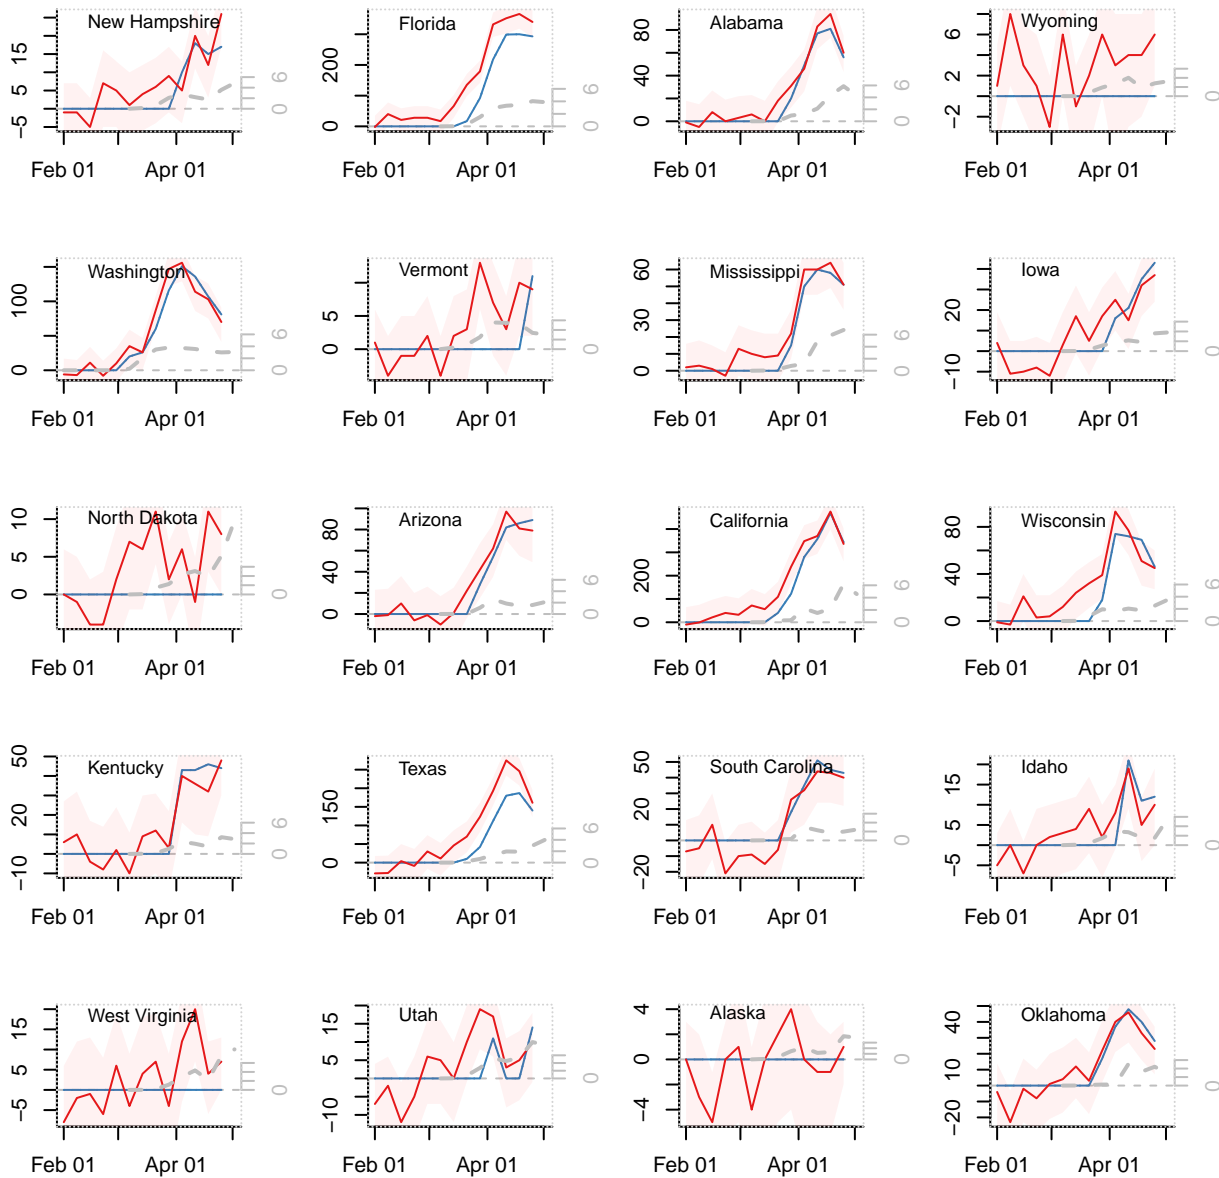 New Hampshire
−5 5 15
0 6
Feb 01 Apr 01
Florida
0 200
0 6
Feb 01 Apr 01
Alabama
0 40 80
0 6
Feb 01 Apr 01
Wyoming
−2 2 6
0
Feb 01 Apr 01
Washington
0 100
0 6
Feb 01 Apr 01
Vermont
0 5
0
Feb 01 Apr 01
Mississippi
0 30 60
0 6
Feb 01 Apr 01
Iowa
−10 20
0
Feb 01 Apr 01
North Dakota
0 5 10
0
Feb 01 Apr 01
Arizona
0 40 80
0 6
Feb 01 Apr 01
California
0 200
0 6
Feb 01 Apr 01
Wisconsin
0 40 80
0 6
Feb 01 Apr 01
Kentucky
−10 20 50
0 6
Feb 01 Apr 01
Texas
0 150
0 6
Feb 01 Apr 01
South Carolina
−20 20 50
0
Feb 01 Apr 01
Idaho
−5 5 15
0
Feb 01 Apr 01
West Virginia
−5 5 15
0
Feb 01 Apr 01
Utah
−10 5 15
0
Feb 01 Apr 01
Alaska
−4 0 4
0
Feb 01 Apr 01
Oklahoma
−20 10 40
0
Feb 01 Apr 01